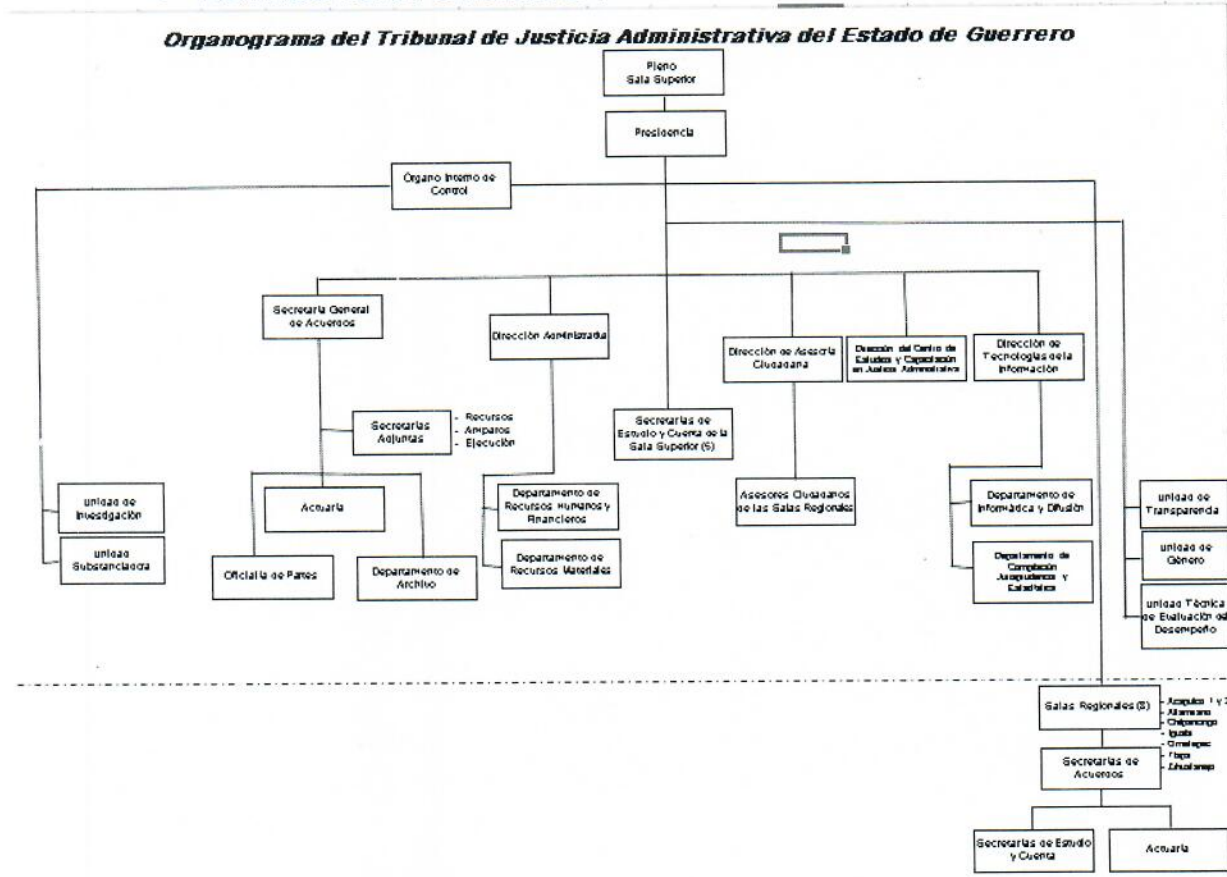 Organograma del Tribunal de Justicia Administrativa del Estado de Guerrero
Pleno
Sala Superior
Presidencia
Órgano Interno de
Control
Secretaría General
de Acuerdos
Dirección Administrativa
Dirección de Asesoría
Ciudadana
Dirección del Centro de
Estudios y Capacitación
en Justicia Administrativa
Dirección de
Tecnologías de la
Información
Secretarías
Adjuntas
- Recursos
- Amparos
- Ejecución
Secretarías de
Estudio y Cuenta de la
Sala Superior
Unidad de
Investigación
Unidad
Substanciadora
Actuaría
Oficialía de Partes
Departamento de
Archivo
Departamento de
Recursos Humanos y
Financieros
Departamento de
Recursos Materiales
Asesores Ciudadanos
de las Salas Regionales
Departamento de
Informática y Difusión
Departamento de
Compilación
Jurisprudencia y
Estadística
Unidad de
Transparencia
Unidad de
Género
Unidad Técnica
de Evaluación del
Desempeño
Salas Regionales (8)
- Acapulco 1 y
- Altamirano
- Chilpancingo
- Iguala
- Ometepec
- Tlapa
- Zihuatanejo
Secretarías de
Acuerdos
Secretarías de Estudio
y Cuenta
Actuaría